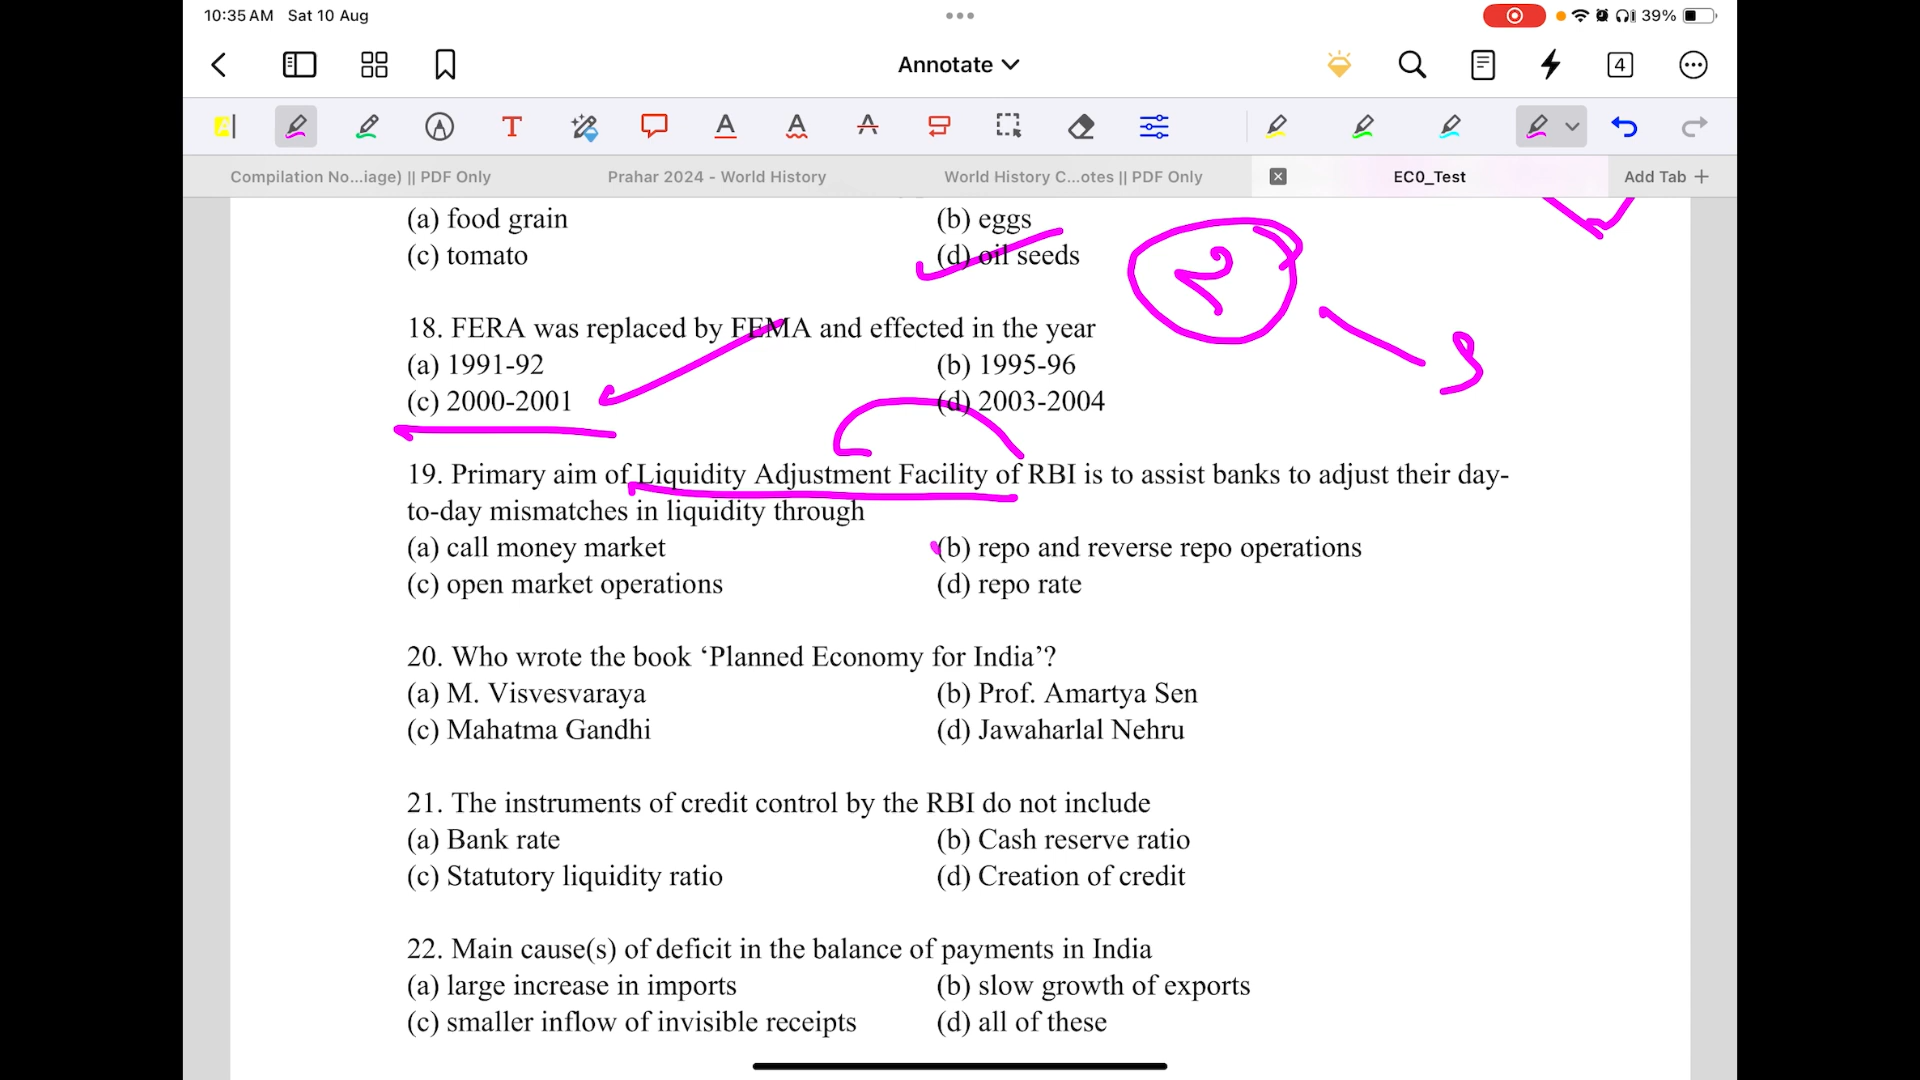 10:35 AM Sat 10 Aug
39%
Annotate
4
T
A
A
A
A
Compilation No...iage) || PDF Only
Prahar 2024 - World History
World History C...otes || PDF Only
EC0_Test
Add Tab +
(a) food grain (b) eggs
(c) tomato (d) oil seeds
18. FERA was replaced by FEMA and effected in the year
(a) 1991-92 (b) 1995-96
(c) 2000-2001 (d) 2003-2004
19. Primary aim of Liquidity Adjustment Facility of RBI is to assist banks to adjust their day-
to-day mismatches in liquidity through
(a) call money market (b) repo and reverse repo operations
(c) open market operations (d) repo rate
20. Who wrote the book ‘Planned Economy for India’?
(a) M. Visvesvaraya (b) Prof. Amartya Sen
(c) Mahatma Gandhi (d) Jawaharlal Nehru
21. The instruments of credit control by the RBI do not include
(a) Bank rate (b) Cash reserve ratio
(c) Statutory liquidity ratio (d) Creation of credit
22. Main cause(s) of deficit in the balance of payments in India
(a) large increase in imports (b) slow growth of exports
(c) smaller inflow of invisible receipts (d) all of these